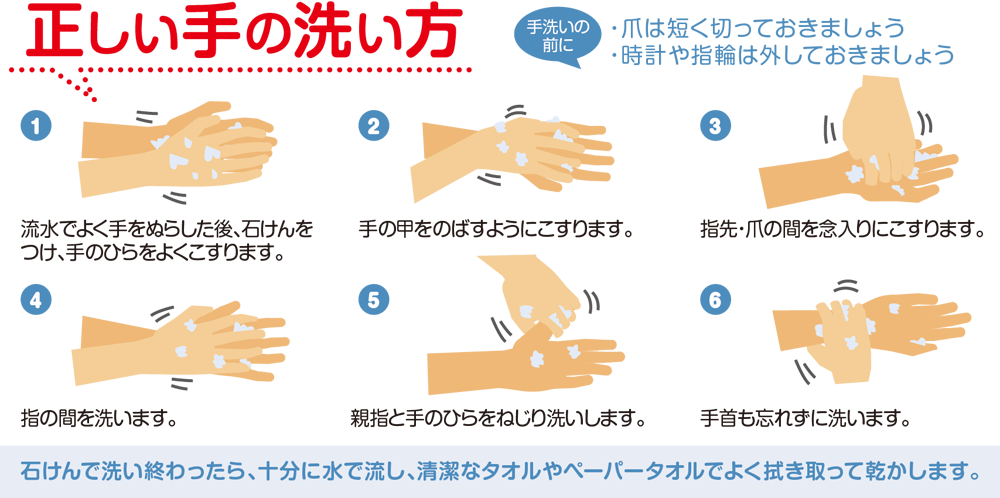 正しい手の洗い方
手洗いの
前に
・爪は短く切っておきましょう
・時計や指輪は外しておきましょう
1
流水でよく手をぬらした後、石けんを
つけ、手のひらをよくこすります。
2
手の甲をのばすようにこすります。
3
指先・爪の間を念入りにこすります。
4
指の間を洗います。
5
親指と手のひらをねじり洗いします。
6
手首も忘れずに洗います。
石けんで洗い終わったら、十分に水で流し、清潔なタオルやペーパータオルでよく拭き取って乾かします。